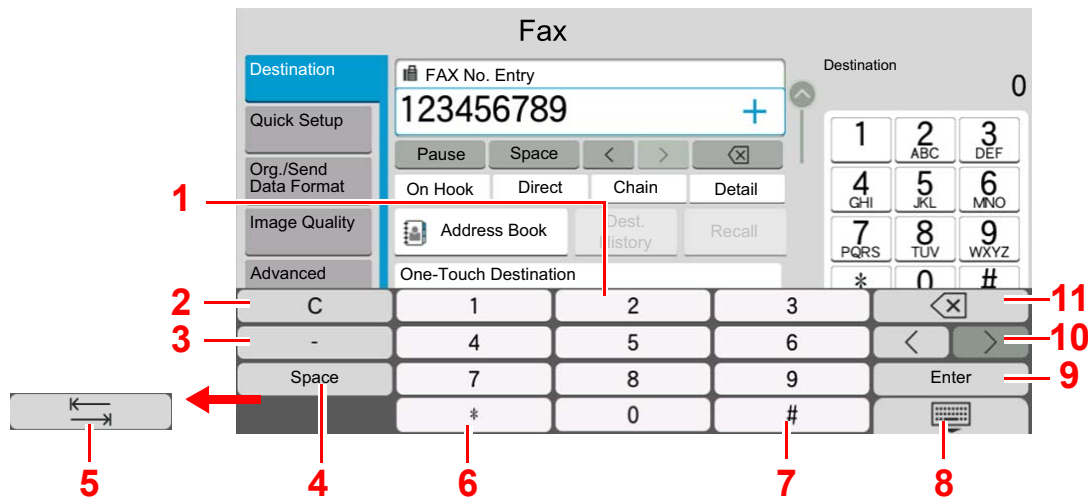 Fax
Destination
Quick Setup
Org./Send
Data Format
Image Quality
Advanced
FAX No. Entry
123456789 +
Pause Space < >
On Hook Direct Chain Detail
Address Book
Dest.
History
Recall
One-Touch Destination
Destination
0
1 2 ABC 3 DEF
4 GHI 5 JKL 6 MNO
7 PQRS 8 TUV 9 WXYZ
* 0 #
C 1 2 3
- 4 5 6 < >
Space 7 8 9 Enter
* 0 #
1
2
3
4
5
6
7
8
9
10
11